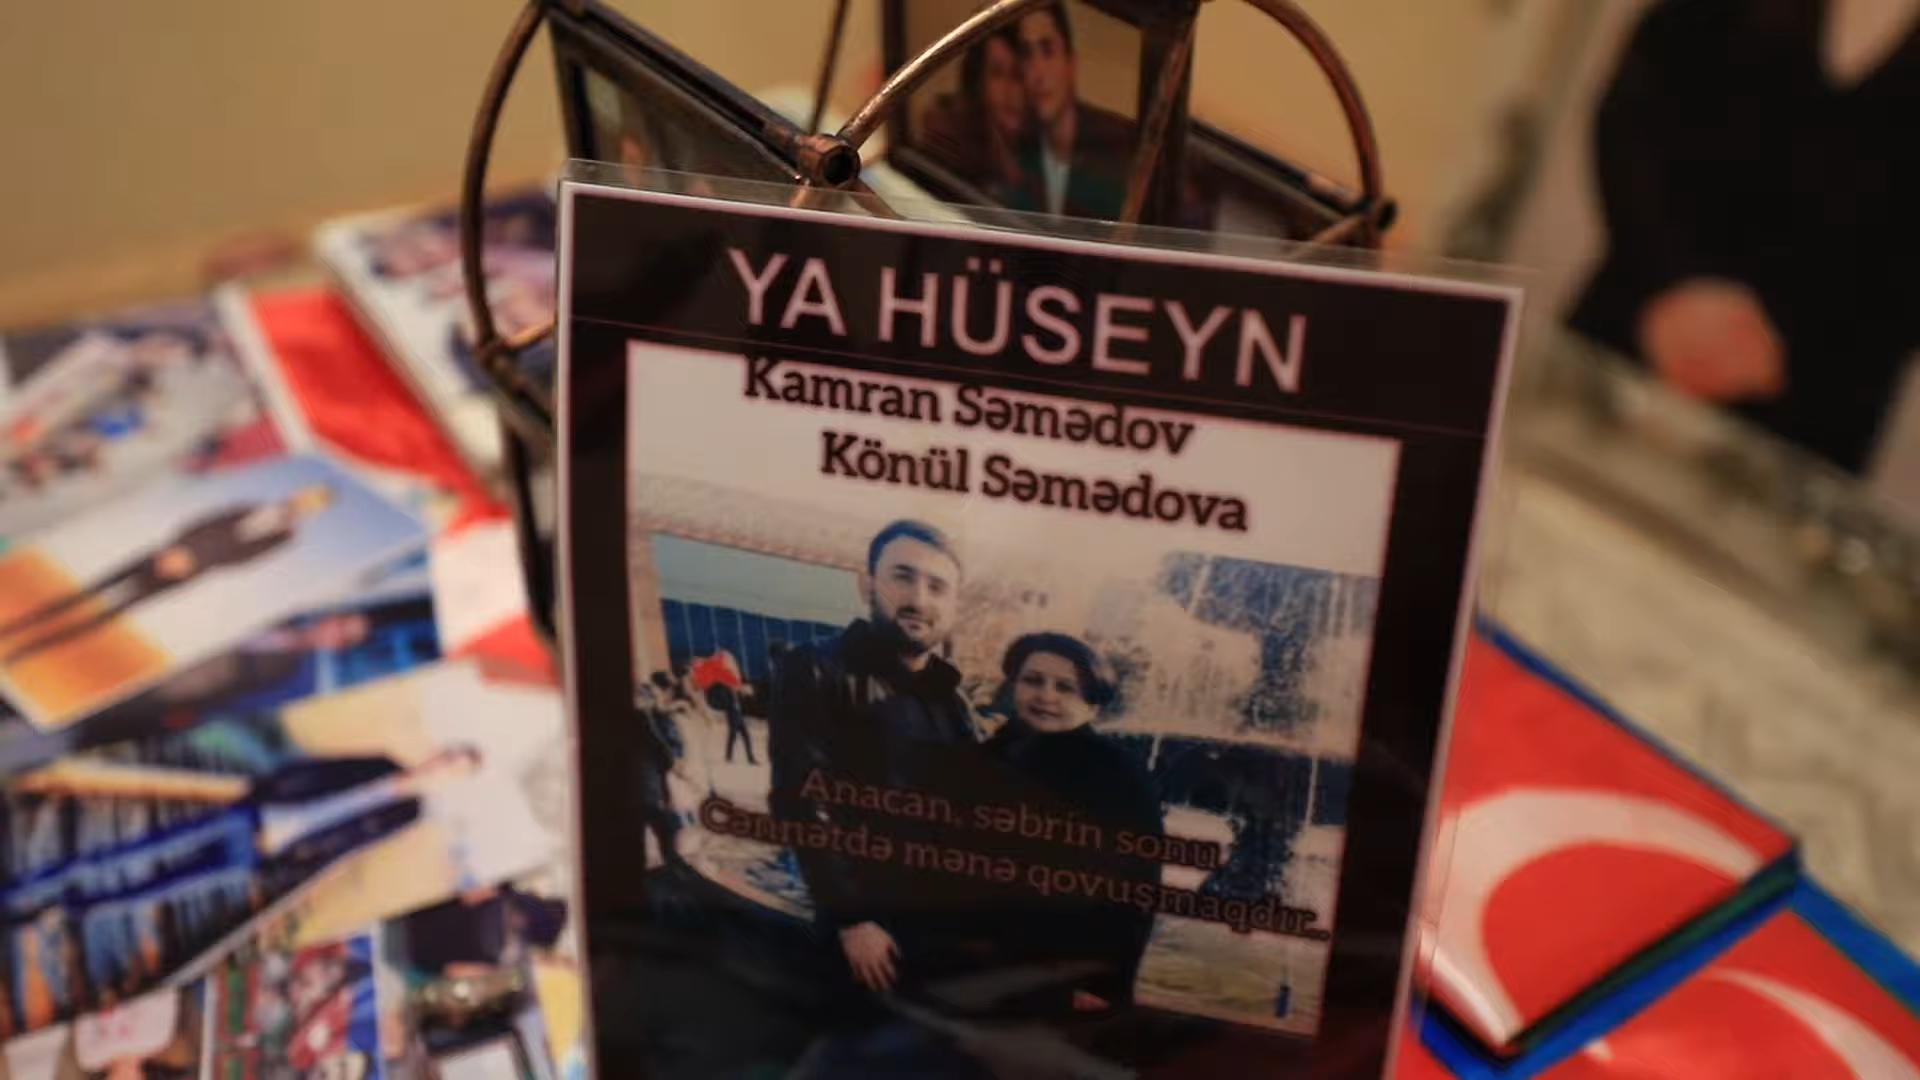 YA HÜSEYN
Kamran Səmədov
Könül Səmədova
Anacan, səbrin sonu
Cənnətdə mənə qovuşmaqdır..